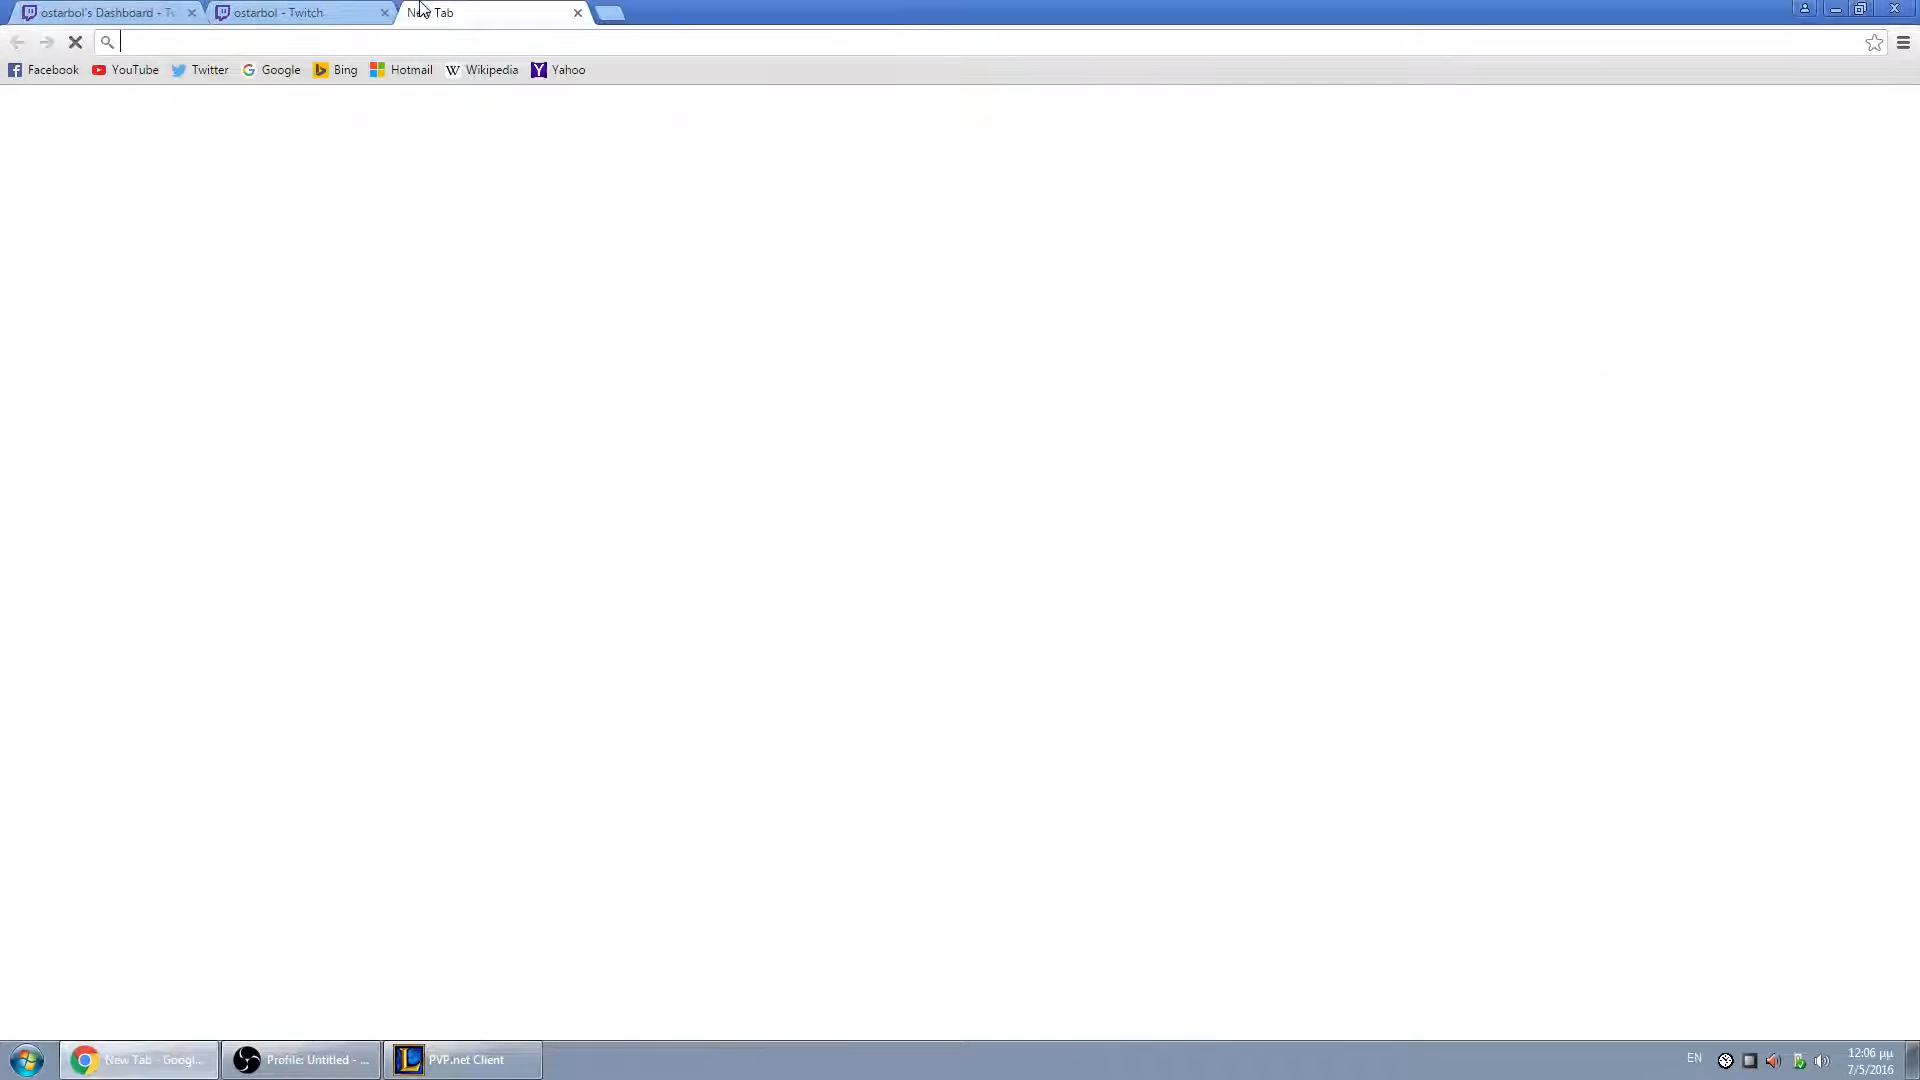 ostarbol's Dashboard - Tw
ostarbol - Twitch
New Tab
Facebook
YouTube
Twitter
Google
Bing
Hotmail
Wikipedia
Yahoo
New Tab - Googl...
Profile: Untitled - ...
PVP.net Client
EN
12:06 μμ
7/5/2016